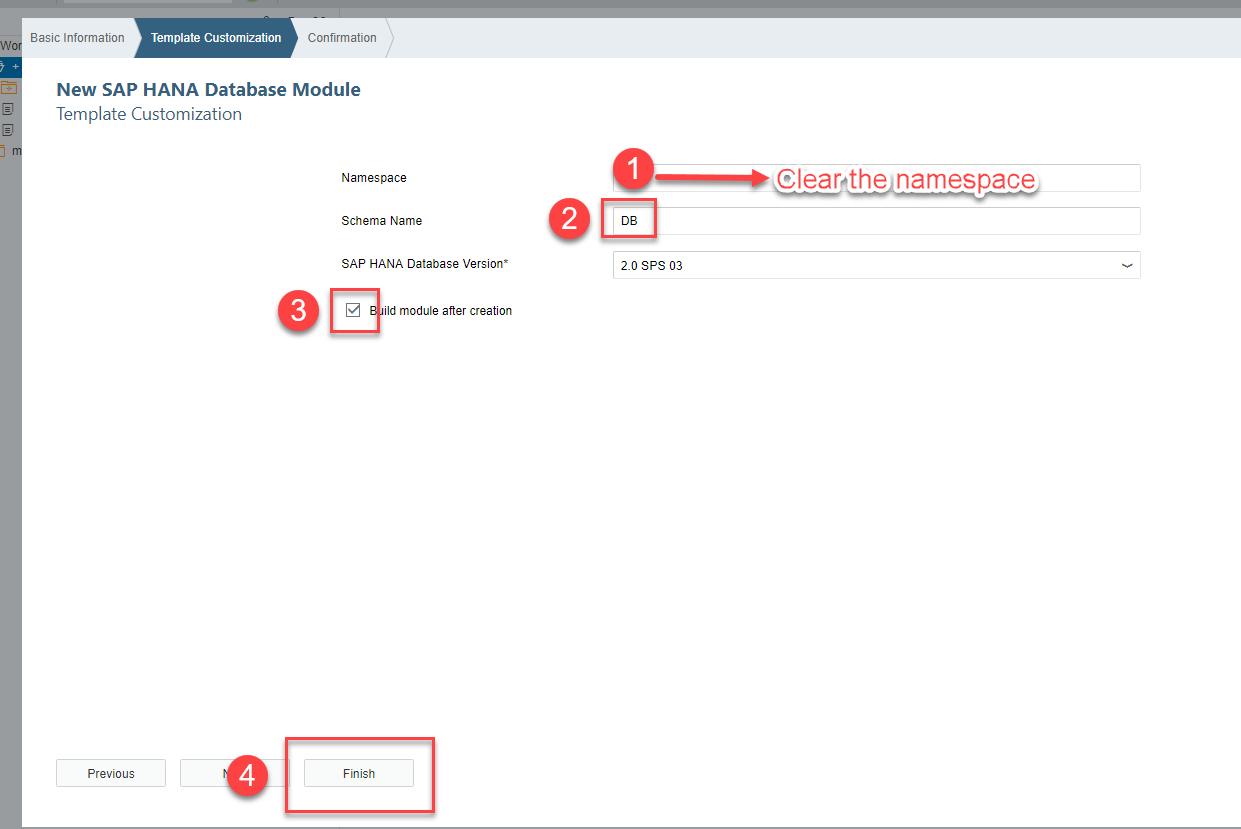 Basic Information
Template Customization
Confirmation
Wor
New SAP HANA Database Module
Template Customization
Namespace
1
Clear the namespace
Schema Name
2
DB
SAP HANA Database Version*
2.0 SPS 03
3
Build module after creation
m
Previous
4
Finish